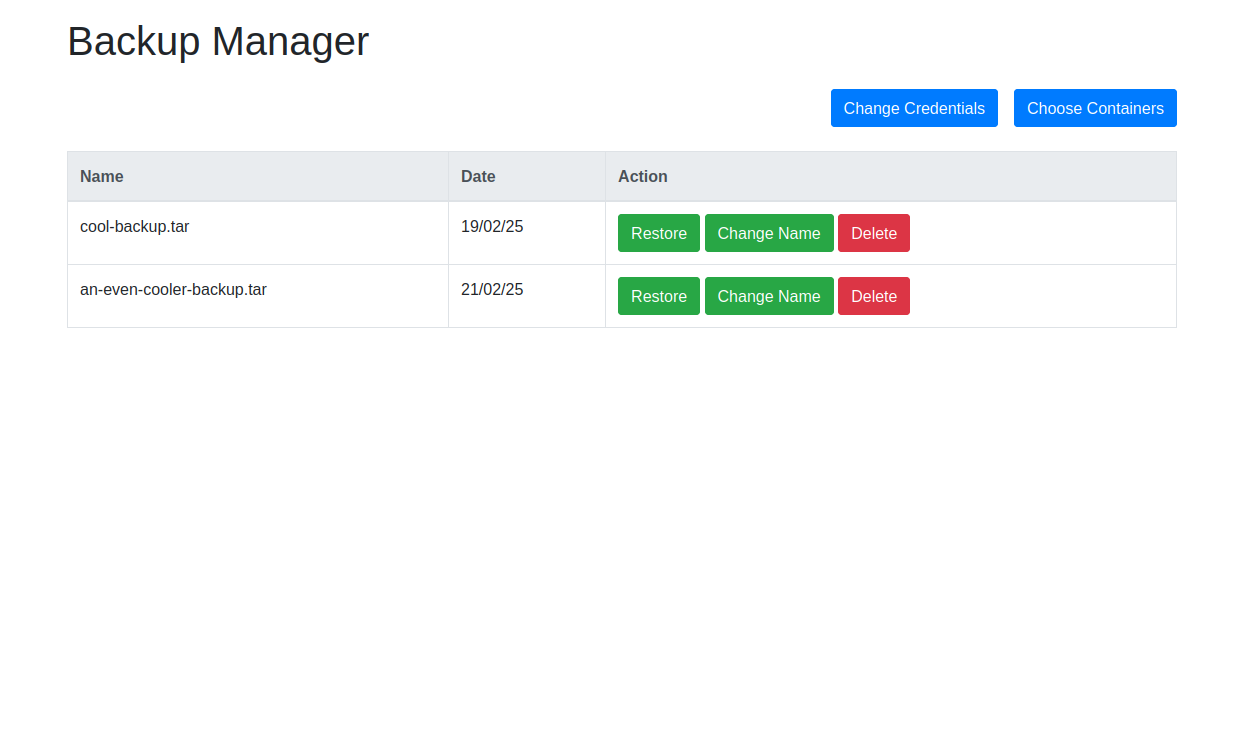 Backup Manager
Change Credentials Choose Containers
Name Date Action
cool-backup.tar 19/02/25 Restore Change Name Delete
an-even-cooler-backup.tar 21/02/25 Restore Change Name Delete